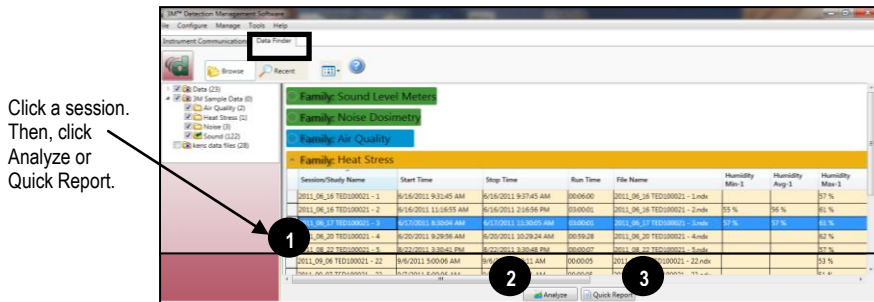 3M™ Detection Management Software
File Configure Manage Tools Help
Instrument Communications Data Finder
Browse Recent
Data (23)
3M Sample Data (0)
Air Quality (2)
Heat Stress (1)
Noise (3)
Sound (122)
kens data files (28)
Click a session.
Then, click
Analyze or
Quick Report.
Family: Sound Level Meters
Family: Noise Dosimetry
Family: Air Quality
Family: Heat Stress
Session/Study Name Start Time Stop Time Run Time File Name Humidity Min-1 Humidity Avg-1 Humidity Max-1
2011_06_16 TED100021 - 1 6/16/2011 9:31:45 AM 6/16/2011 9:37:45 AM 00:06:00 2011_06_16 TED100021 - 1.ndx 57 %
2011_06_16 TED100021 - 2 6/16/2011 11:16:55 AM 6/16/2011 2:16:56 PM 03:00:01 2011_06_16 TED100021 - 2.ndx 55 % 56 % 61 %
2011_06_17 TED100021 - 3 6/17/2011 8:30:04 AM 6/17/2011 11:30:05 AM 03:00:01 2011_06_17 TED100021 - 3.ndx 57 % 57 % 61 %
2011_06_20 TED100021 - 4 6/20/2011 9:29:56 AM 6/20/2011 10:29:24 AM 00:59:28 2011_06_20 TED100021 - 4.ndx 62 %
2011_08_22 TED100021 - 5 8/22/2011 3:30:41 PM 8/22/2011 3:30:48 PM 00:00:07 2011_08_22 TED100021 - 5.ndx 57 %
2011_09_06 TED100021 - 22 9/6/2011 5:00:06 AM AM 00:00:05 TED100021 - 22.ndx 53 %
1 2 3
Analyze Quick Report